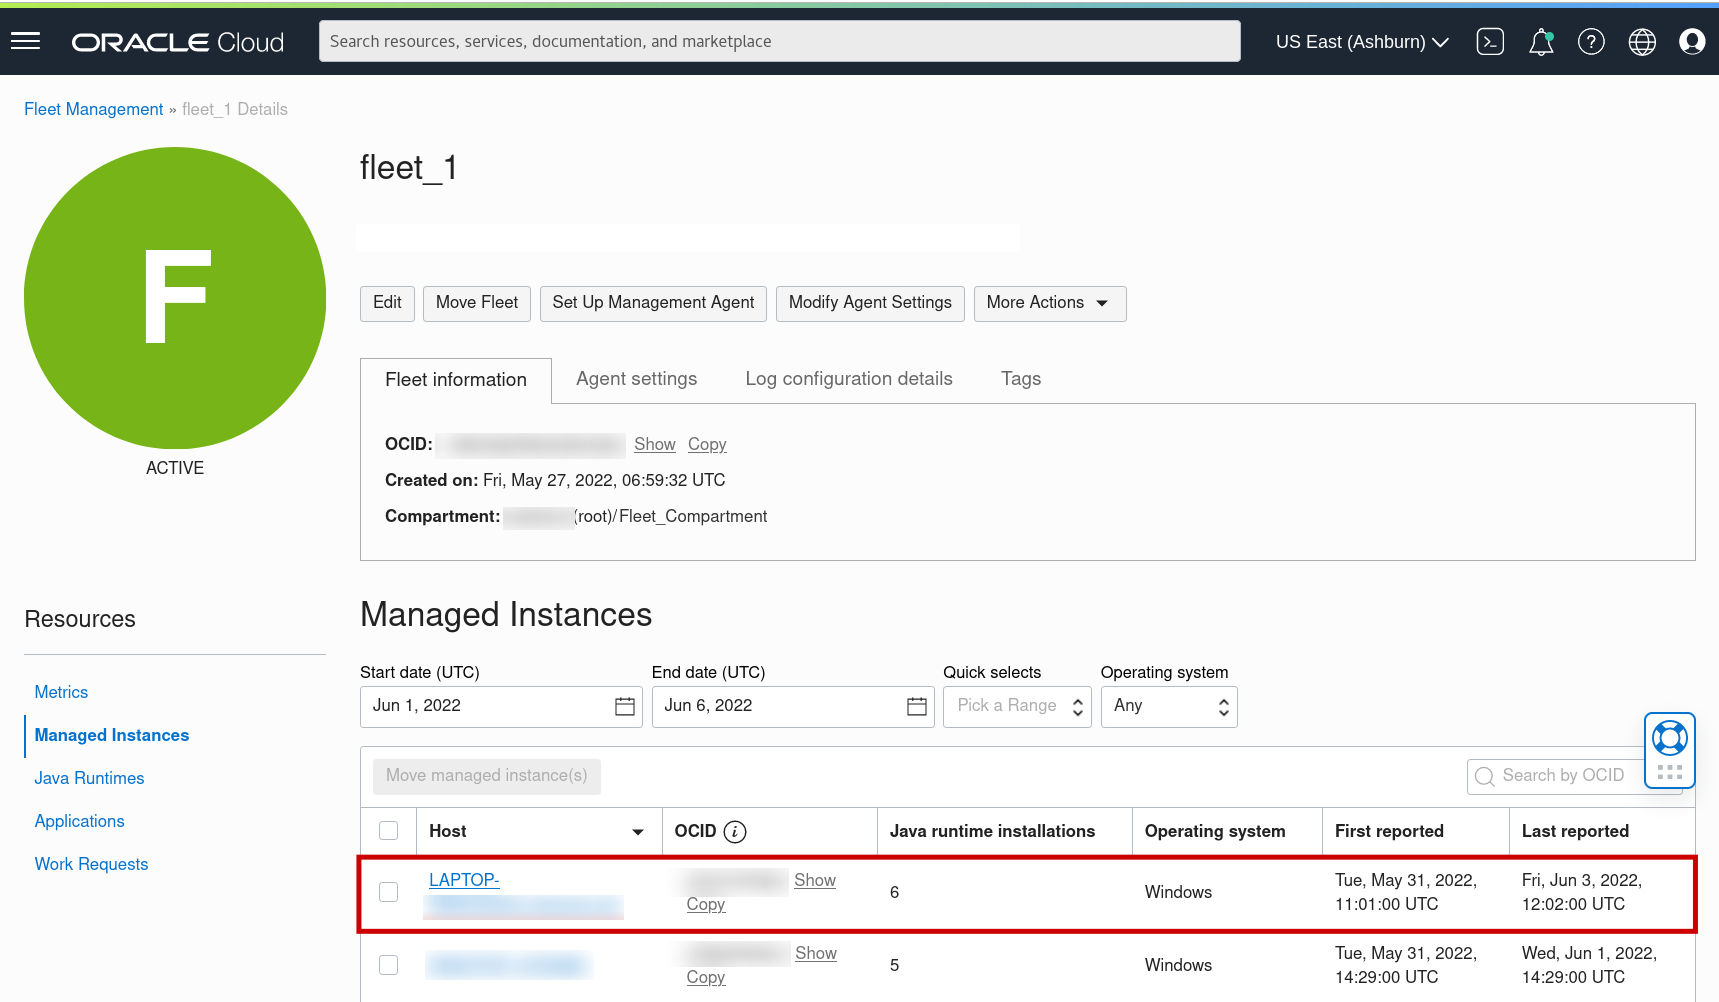 ORACLE Cloud
Search resources, services, documentation, and marketplace
US East (Ashburn)
Fleet Management » fleet_1 Details
F
ACTIVE
fleet_1
Edit
Move Fleet
Set Up Management Agent
Modify Agent Settings
More Actions
Fleet information
Agent settings
Log configuration details
Tags
OCID: Show Copy
Created on: Fri, May 27, 2022, 06:59:32 UTC
Compartment: (root)/Fleet_Compartment
Resources
Metrics
Managed Instances
Java Runtimes
Applications
Work Requests
Managed Instances
Start date (UTC)
Jun 1, 2022
End date (UTC)
Jun 6, 2022
Quick selects
Pick a Range
Operating system
Any
Move managed instance(s)
Search by OCID
Host
OCID
Java runtime installations
Operating system
First reported
Last reported
LAPTOP-
Show
Copy
6
Windows
Tue, May 31, 2022,
11:01:00 UTC
Fri, Jun 3, 2022,
12:02:00 UTC
Show
Copy
5
Windows
Tue, May 31, 2022,
14:29:00 UTC
Wed, Jun 1, 2022,
14:29:00 UTC